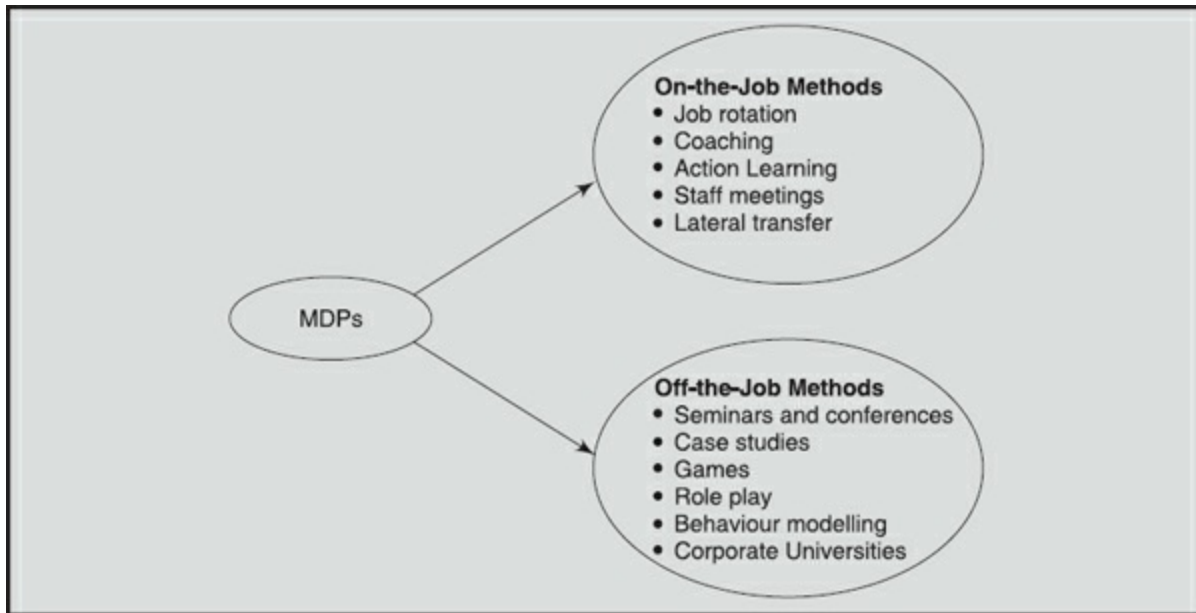 On-the-Job Methods
• Job rotation
• Coaching
• Action Learning
• Staff meetings
• Lateral transfer
MDPs
Off-the-Job Methods
• Seminars and conferences
• Case studies
• Games
• Role play
• Behaviour modelling
• Corporate Universities